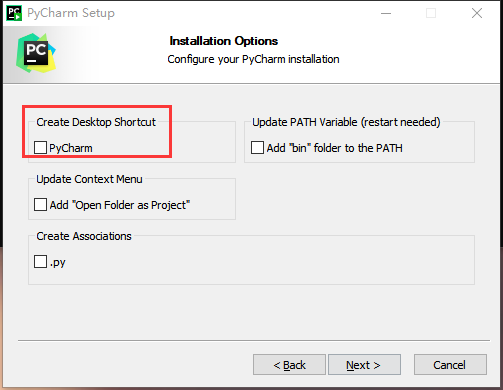 PyCharm Setup
PC
Installation Options
Configure your PyCharm installation
PC
Create Desktop Shortcut
Update PATH Variable (restart needed)
PyCharm
Add "bin" folder to the PATH
Update Context Menu
Add "Open Folder as Project"
Create Associations
.py
< Back
Next >
Cancel